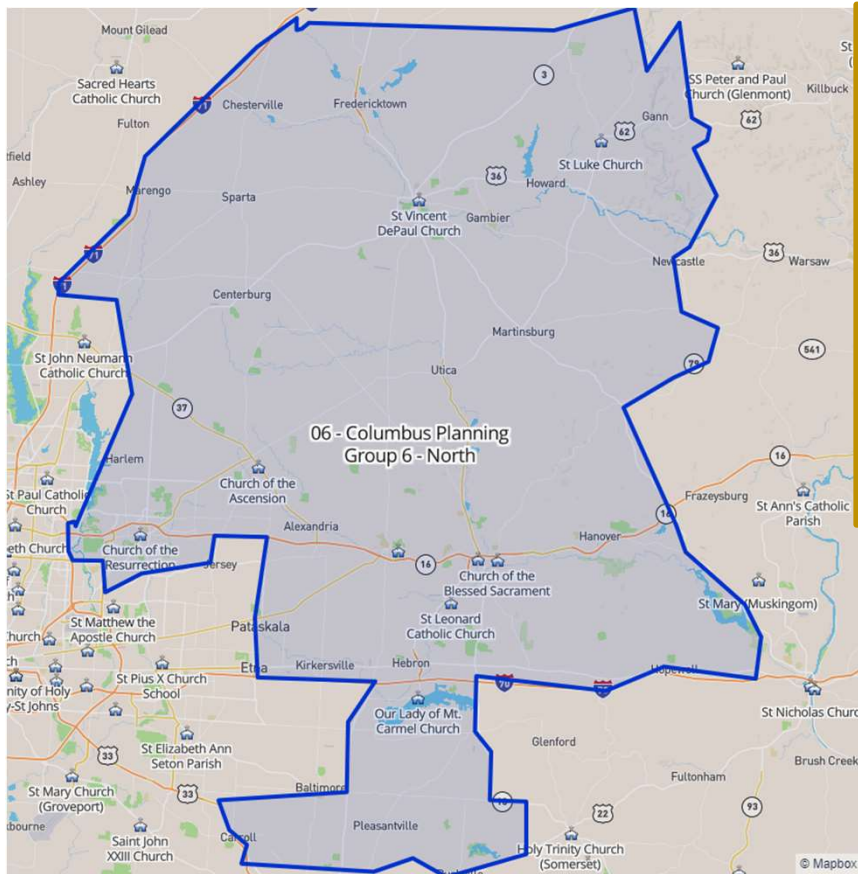 Mount Gilead
Sacred Hearts
Catholic Church
Fulton
Ashley
71
Chesterville
Fredericktown
3
SS Peter and Paul
Church (Glenmont)
Killbuck
62
Gann
62
St Luke Church
36
Howard
Marengo
Sparta
St Vincent
DePaul Church
Gambier
71
36
Warsaw
Newcastle
Centerburg
Martinsburg
St John Neumann
Catholic Church
Utica
79
541
37
06 - Columbus Planning
Group 6 - North
Harlem
Church of the
Ascension
16
St Paul Catholic
Church
Frazeysburg
St Ann's Catholic
Parish
Alexandria
Hanover
16
Church of the
Resurrection
Jersey
16
Church of the
Blessed Sacrament
St Leonard
Catholic Church
St Mary (Muskingom)
St Matthew the
Apostle Church
Pataskala
Etna
Kirkersville
Hebron
Hopewell
70
St Pius X Church
School
Our Lady of Mt.
Carmel Church
St Nicholas Churc
St Elizabeth Ann
Seton Parish
Glenford
Brush Creek
33
St Mary Church
(Groveport)
33
Baltimore
Fultonham
22
93
Carroll
Pleasantville
Saint John
XXIII Church
Holy Trinity Church
(Somerset)
© Mapbox